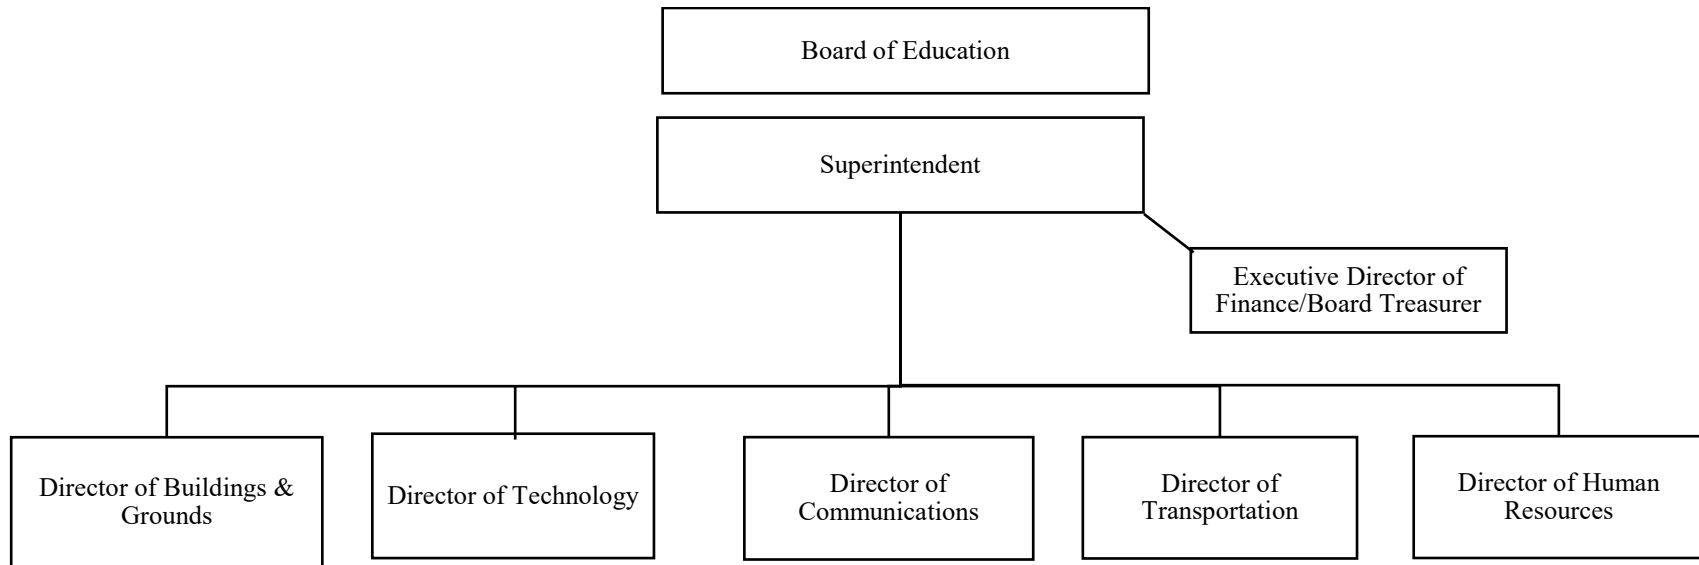 Board of Education
Superintendent
Executive Director of
Finance/Board Treasurer
Director of Buildings &
Grounds
Director of Technology
Director of
Communications
Director of
Transportation
Director of Human
Resources